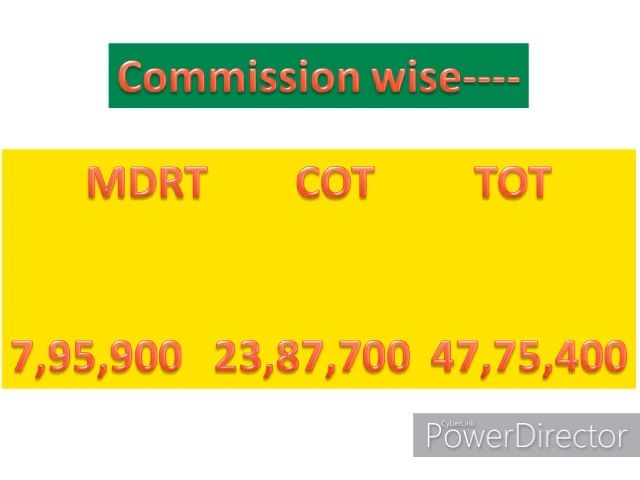 Commission wise----
MDRT COT TOT
7,95,900 23,87,700 47,75,400
CyberLink
PowerDirector